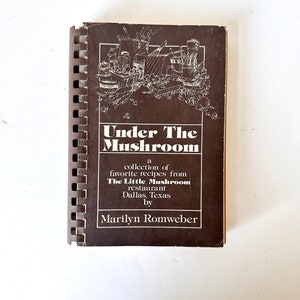 Under The
Mushroom
a
collection of
favorite recipes from
The Little Mushroom
restaurant
Dallas, Texas
by
Marilyn Romweber